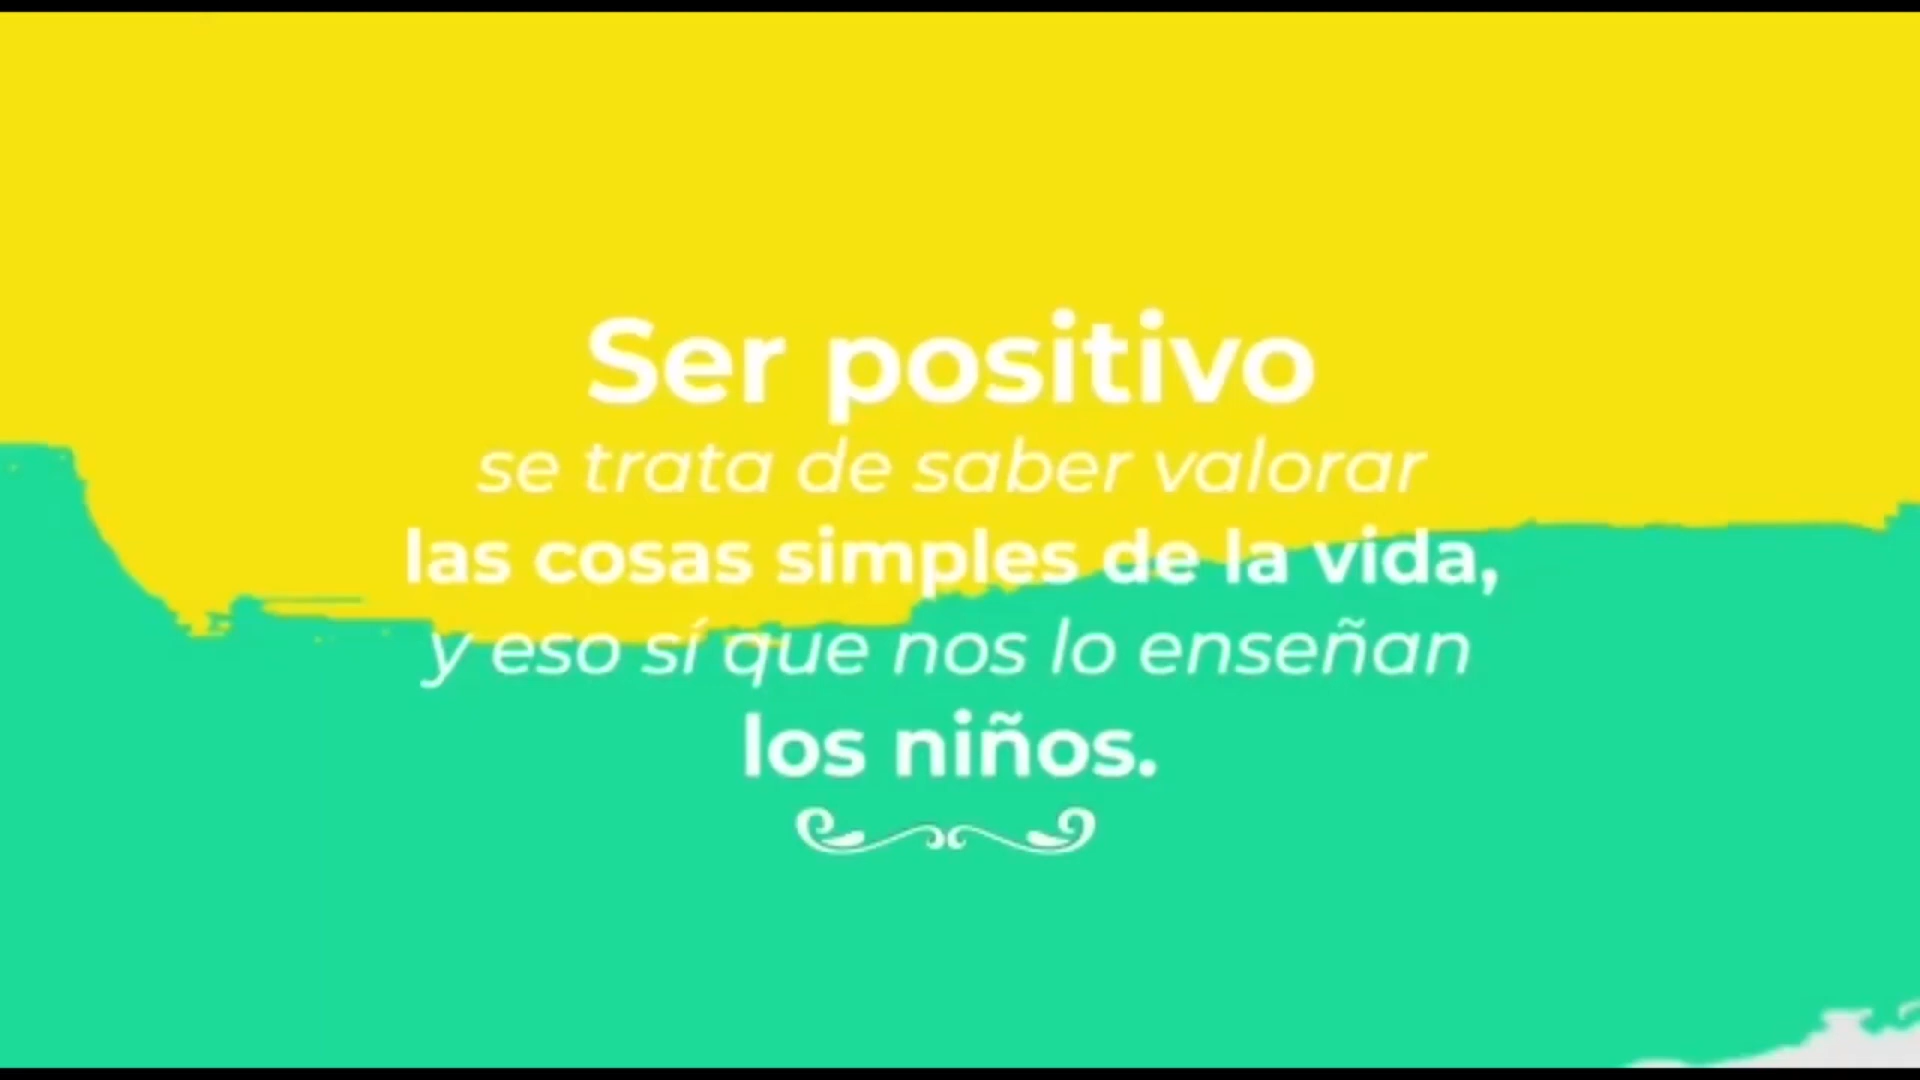 Ser positivo
se trata de saber valorar
las cosas simples de la vida,
y eso sí que nos lo enseñan
los niños.